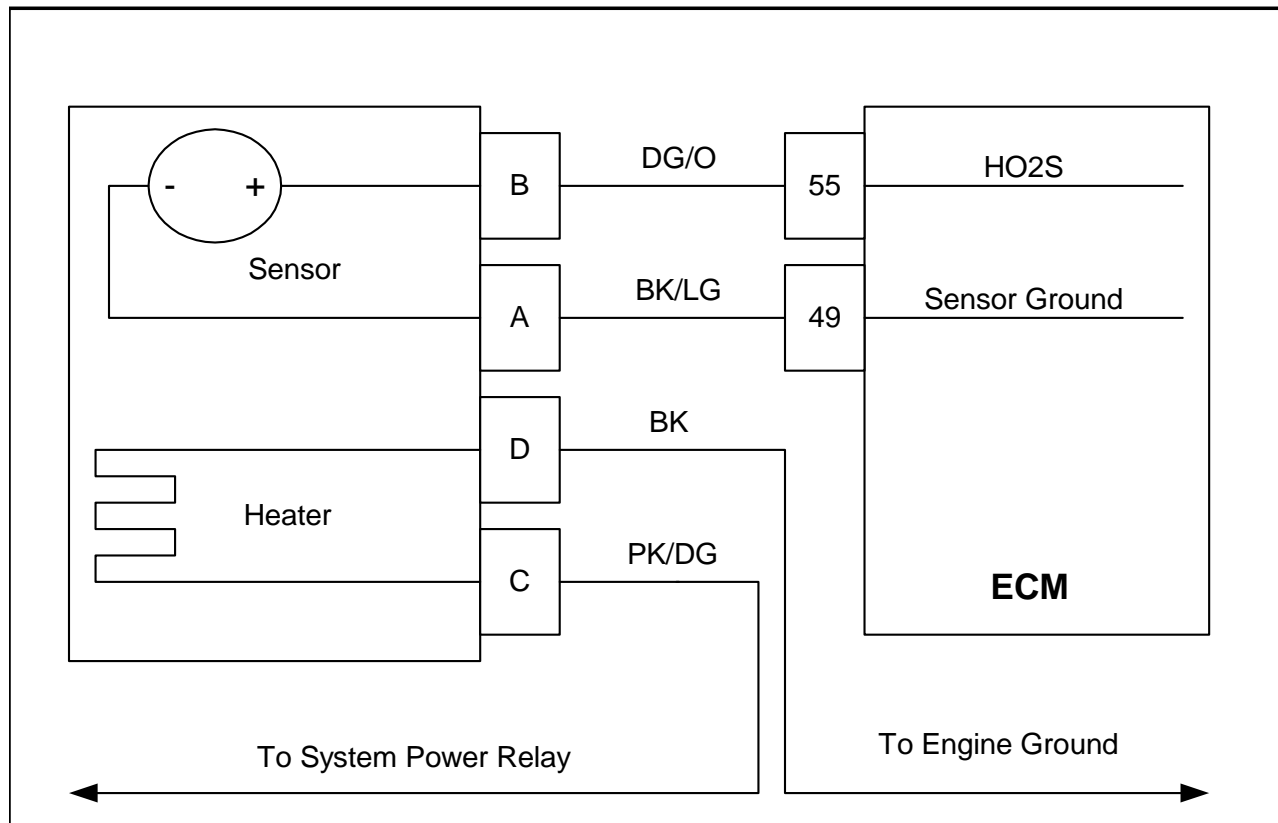 - +
Sensor
B
DG/O
55
HO2S
A
BK/LG
49
Sensor Ground
D
BK
Heater
C
PK/DG
ECM
To System Power Relay
To Engine Ground